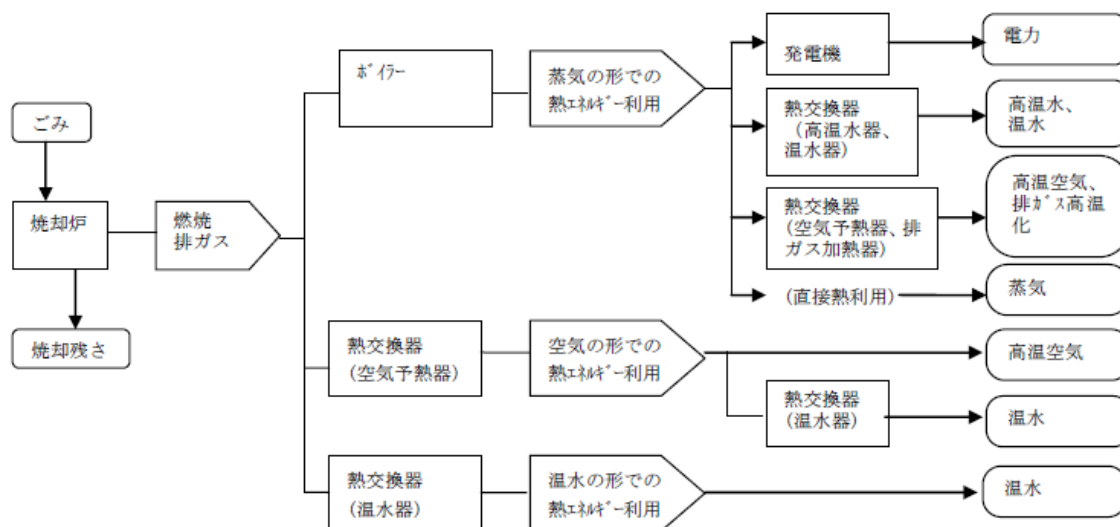 ごみ
焼却炉
焼却残さ
燃焼
排ガス
ﾎﾞｲﾗｰ
蒸気の形での
熱ｴﾈﾙｷﾞｰ利用
発電機
電力
熱交換器
(高温水器、
温水器)
高温水、
温水
熱交換器
(空気予熱器、排
ガス加熱器)
高温空気、
排ｶﾞｽ高温
化
(直接熱利用)
蒸気
熱交換器
(空気予熱器)
空気の形での
熱ｴﾈﾙｷﾞｰ利用
高温空気
熱交換器
(温水器)
温水
熱交換器
(温水器)
温水の形での
熱ｴﾈﾙｷﾞｰ利用
温水